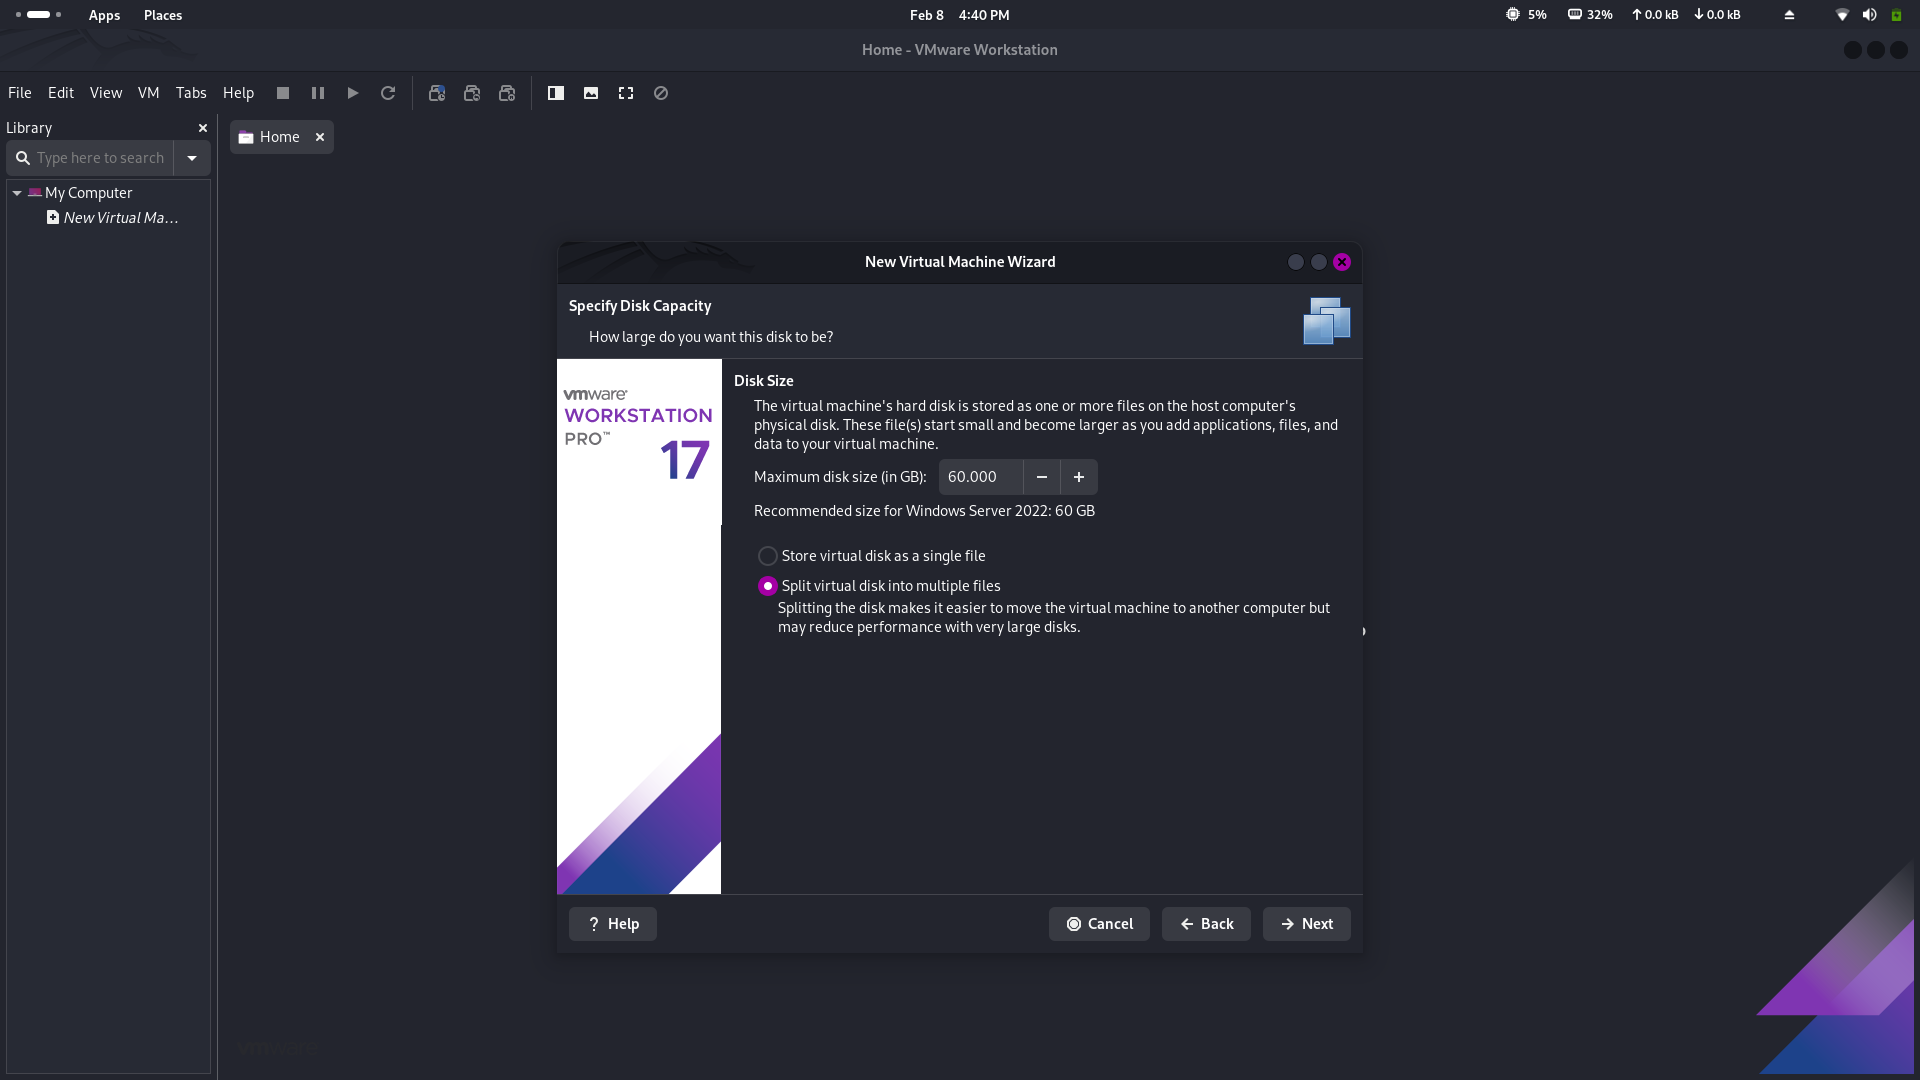 Apps Places Feb 8 4:40 PM 5% 32% 0.0 kB 0.0 kB
Home - VMware Workstation
File Edit View VM Tabs Help
Library
Home
Type here to search
My Computer
New Virtual Ma...
New Virtual Machine Wizard
Specify Disk Capacity
How large do you want this disk to be?
vmware®
WORKSTATION
PRO™
17
Disk Size
The virtual machine's hard disk is stored as one or more files on the host computer's
physical disk. These file(s) start small and become larger as you add applications, files, and
data to your virtual machine.
Maximum disk size (in GB): 60.000 − +
Recommended size for Windows Server 2022: 60 GB
Store virtual disk as a single file
Split virtual disk into multiple files
Splitting the disk makes it easier to move the virtual machine to another computer but
may reduce performance with very large disks.
? Help Cancel Back Next
vmware